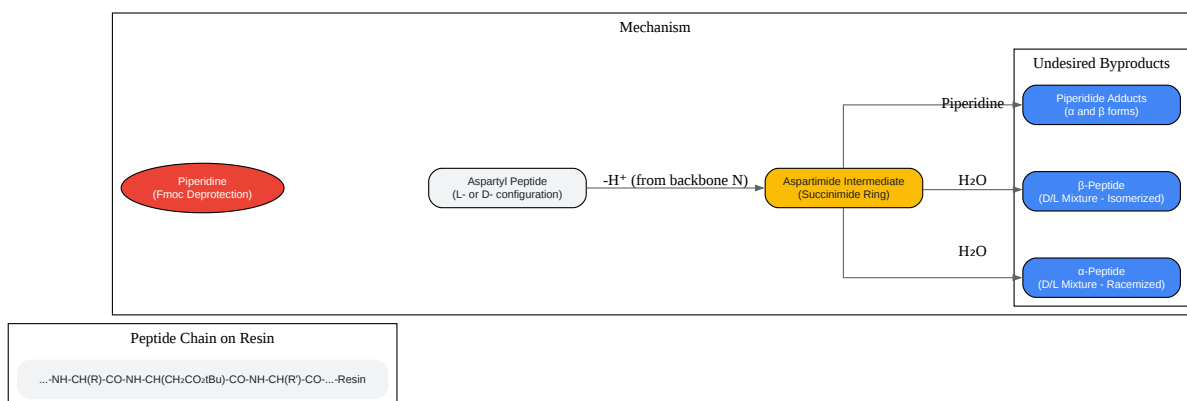 Mechanism
Undesired Byproducts
Piperidine
Piperidide Adducts
(α and β forms)
Piperidine
(Fmoc Deprotection)
Aspartyl Peptide
(L- or D- configuration)
-H⁺ (from backbone N)
Aspartimide Intermediate
(Succinimide Ring)
H₂O
β-Peptide
(D/L Mixture - Isomerized)
H₂O
α-Peptide
(D/L Mixture - Racemized)
Peptide Chain on Resin
...-NH-CH(R)-CO-NH-CH(CH₂CO₂tBu)-CO-NH-CH(R')-CO-...-Resin